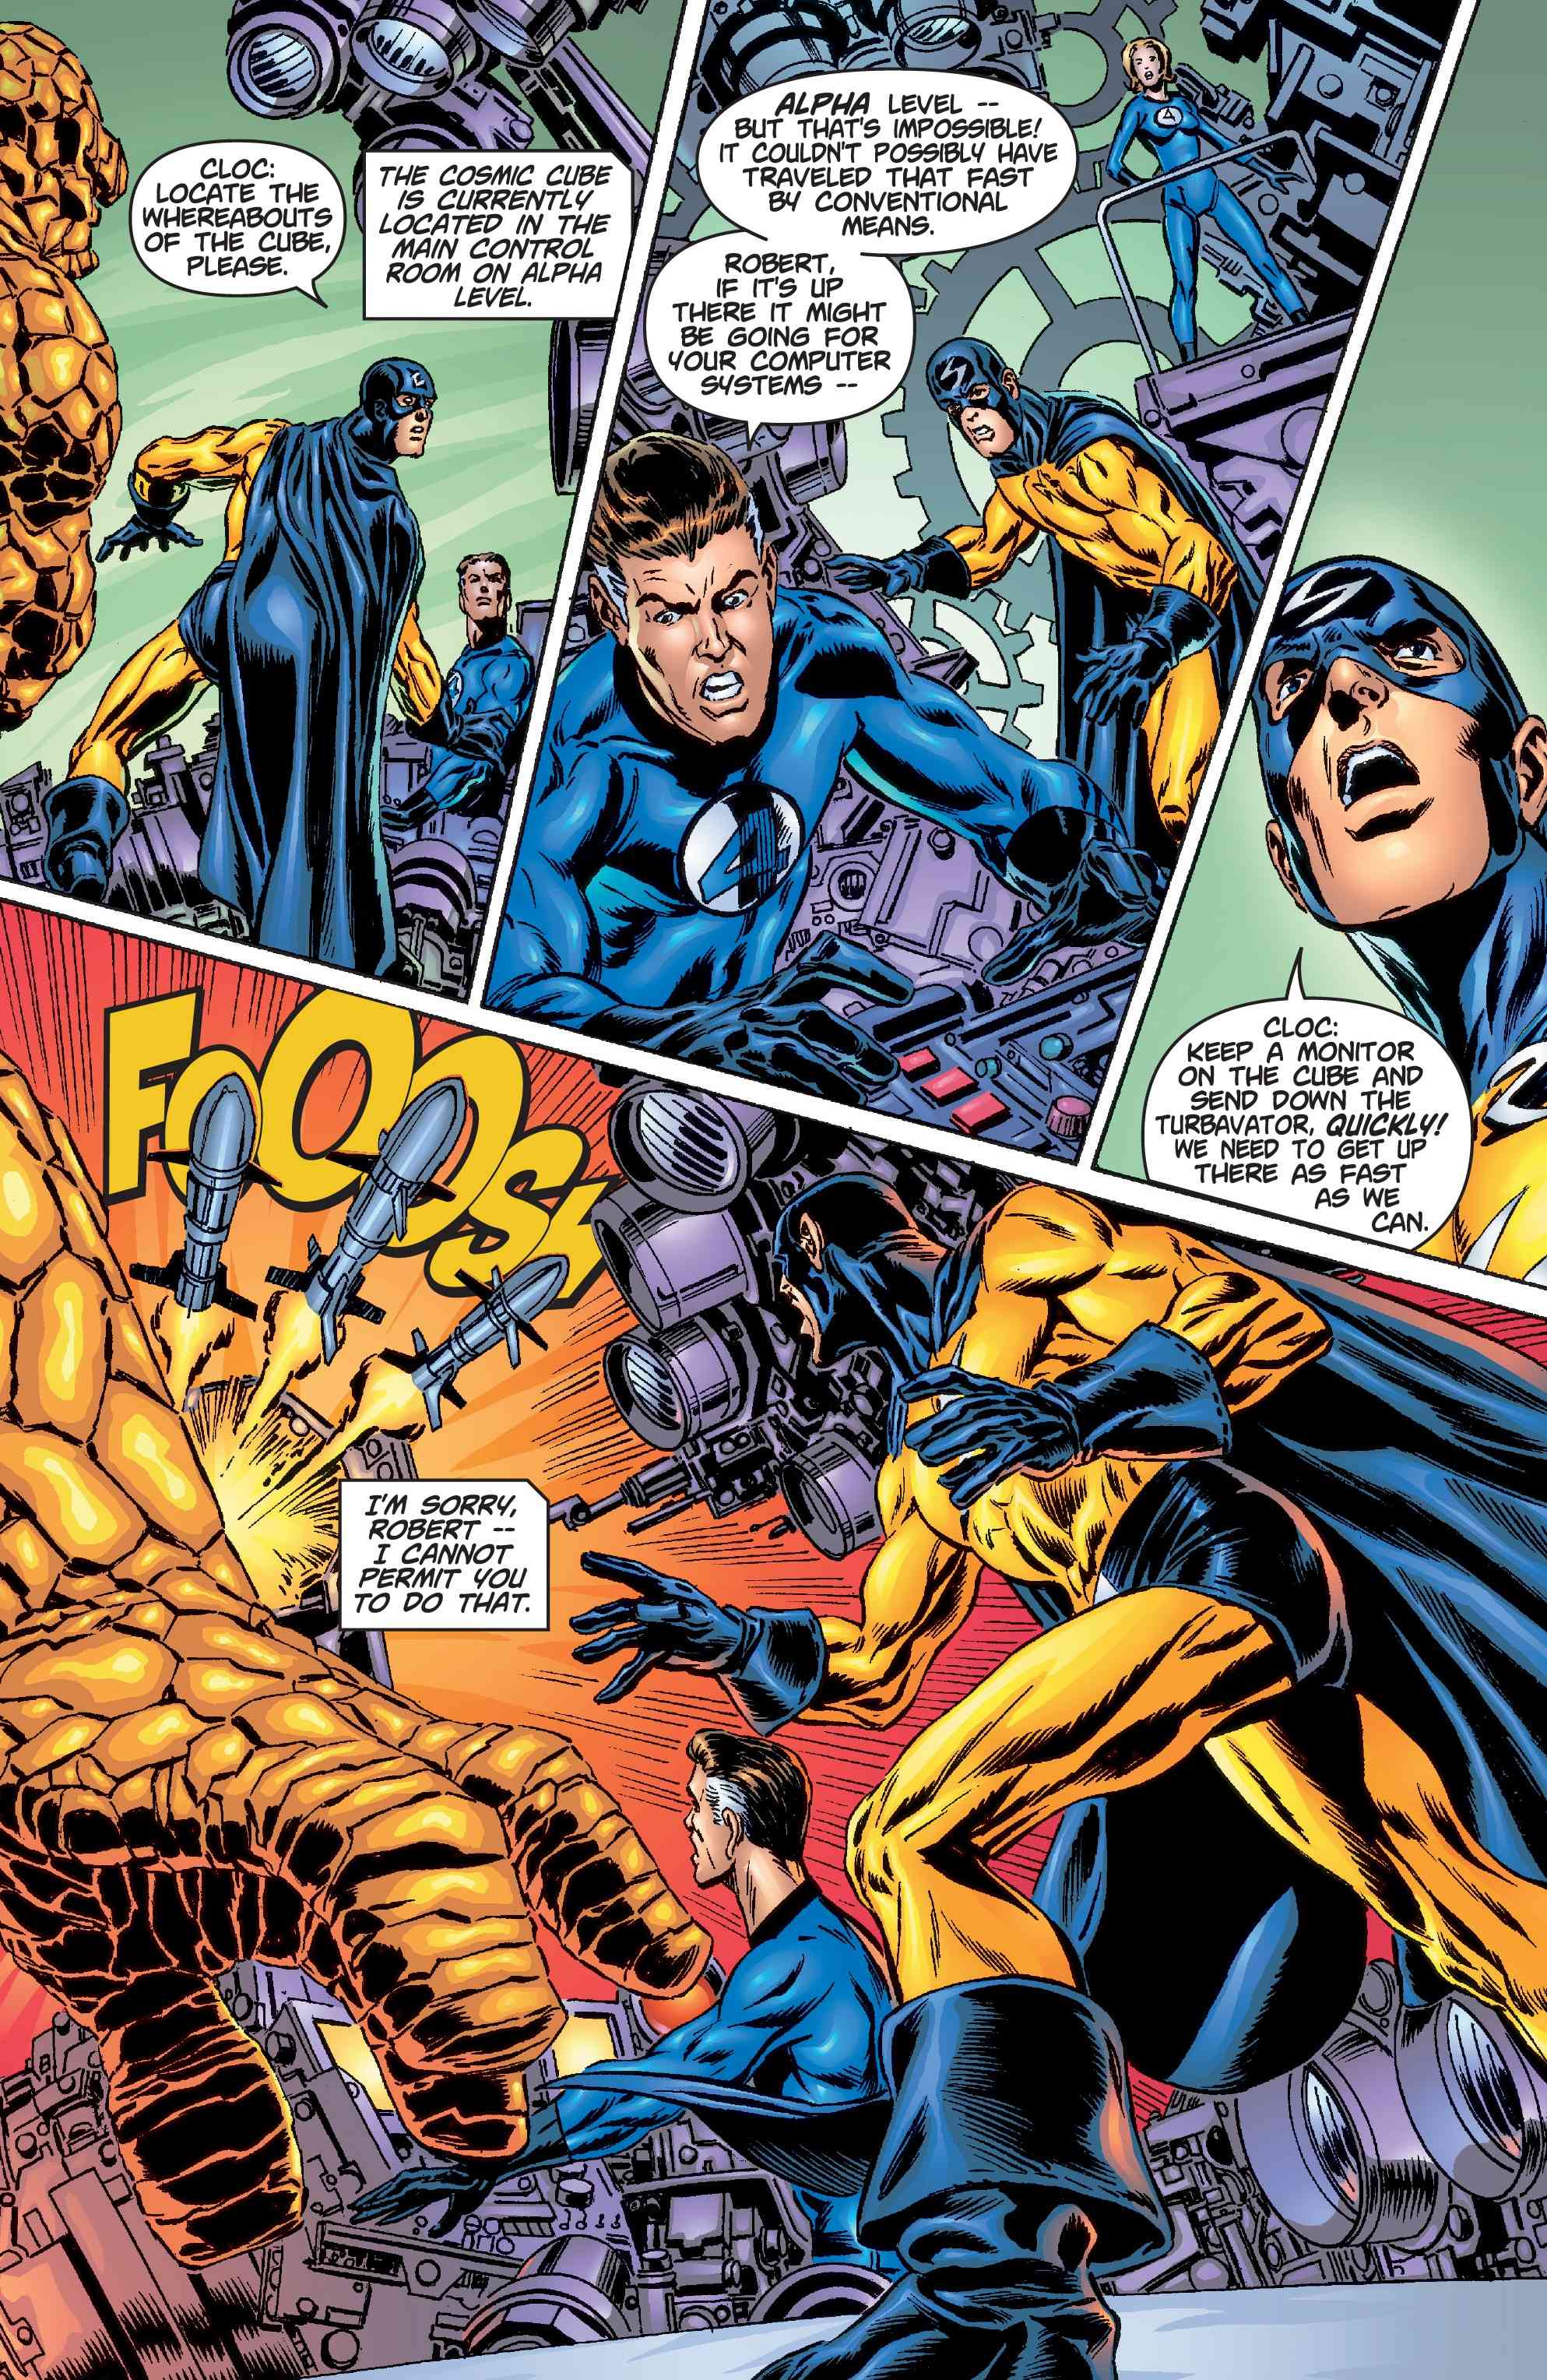 CLOC:
LOCATE THE
WHEREABOUTS
OF THE CUBE,
PLEASE.
THE COSMIC CUBE
IS CURRENTLY
LOCATED IN THE
MAIN CONTROL
ROOM ON ALPHA
LEVEL.
ALPHA LEVEL --
BUT THAT'S IMPOSSIBLE!
IT COULDN'T POSSIBLY HAVE
TRAVELED THAT FAST
BY CONVENTIONAL
MEANS.
ROBERT,
IF IT'S UP
THERE IT MIGHT
BE GOING FOR
YOUR COMPUTER
SYSTEMS --
4
CLOC:
KEEP A MONITOR
ON THE CUBE AND
SEND DOWN THE
TURBAVATOR, QUICKLY!
WE NEED TO GET UP
THERE AS FAST
AS WE
CAN.
FOOOSH
I'M SORRY,
ROBERT --
I CANNOT
PERMIT YOU
TO DO THAT.